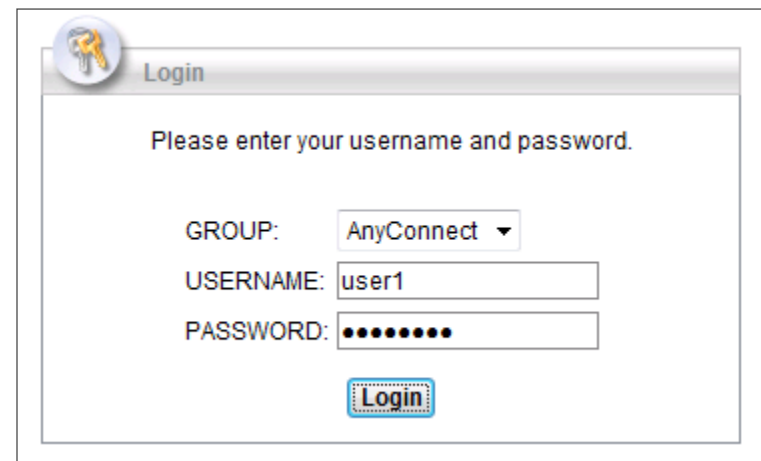 Login
Please enter your username and password.
GROUP: AnyConnect
USERNAME: user1
PASSWORD: ••••••••
Login